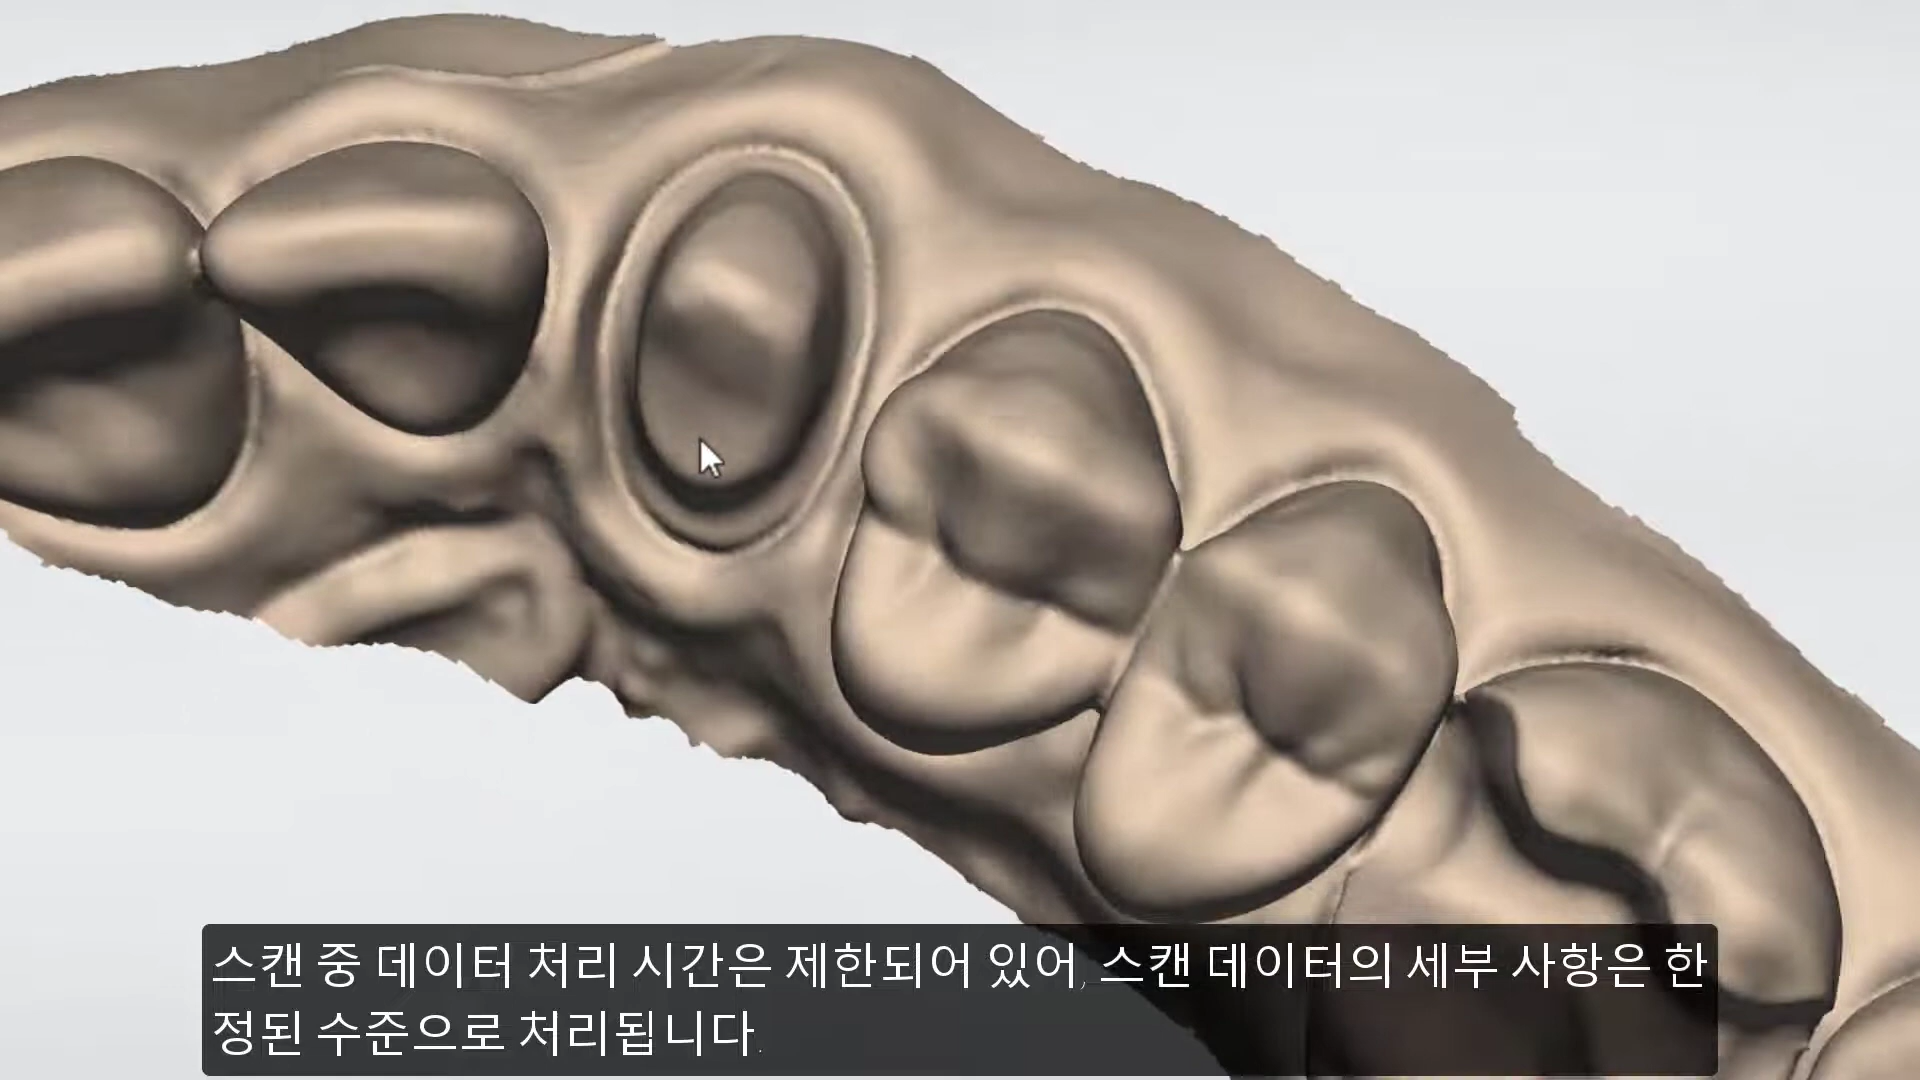 스캔 중 데이터 처리 시간은 제한되어 있어, 스캔 데이터의 세부 사항은 한
정된 수준으로 처리됩니다.